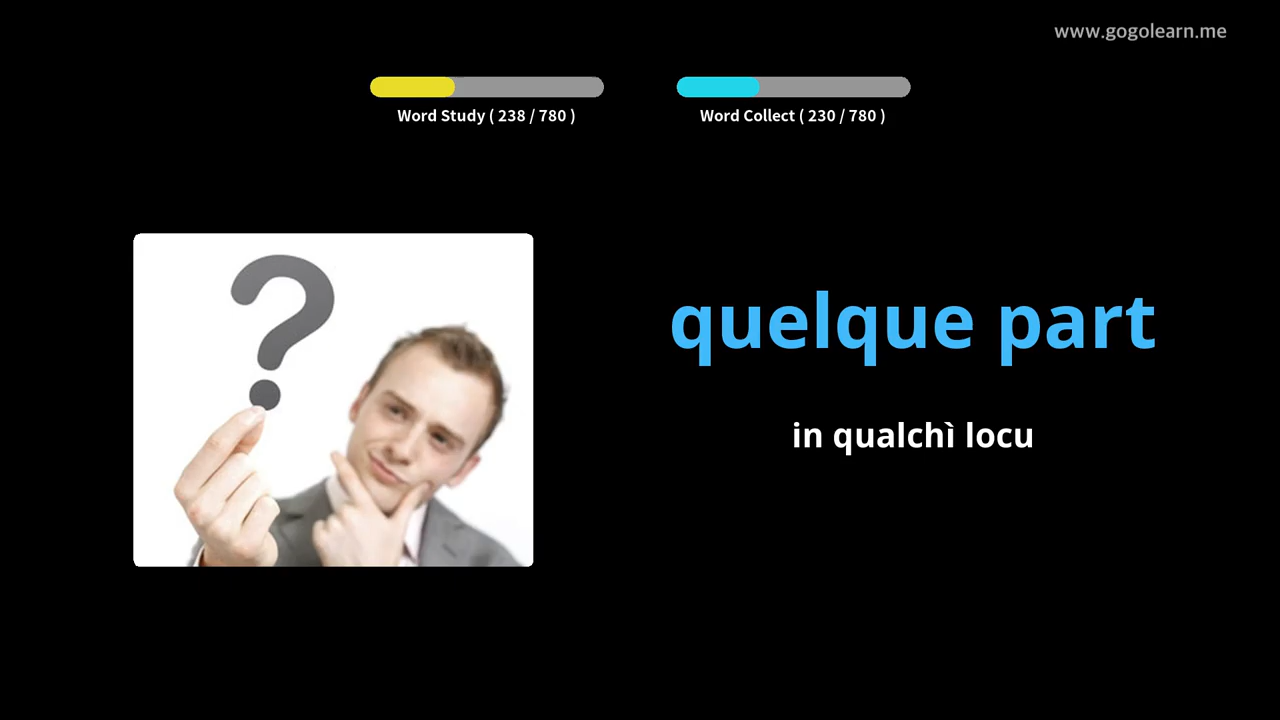 www.gogolearn.me
Word Study ( 238 / 780 )
Word Collect ( 230 / 780 )
quelque part
in qualchì locu